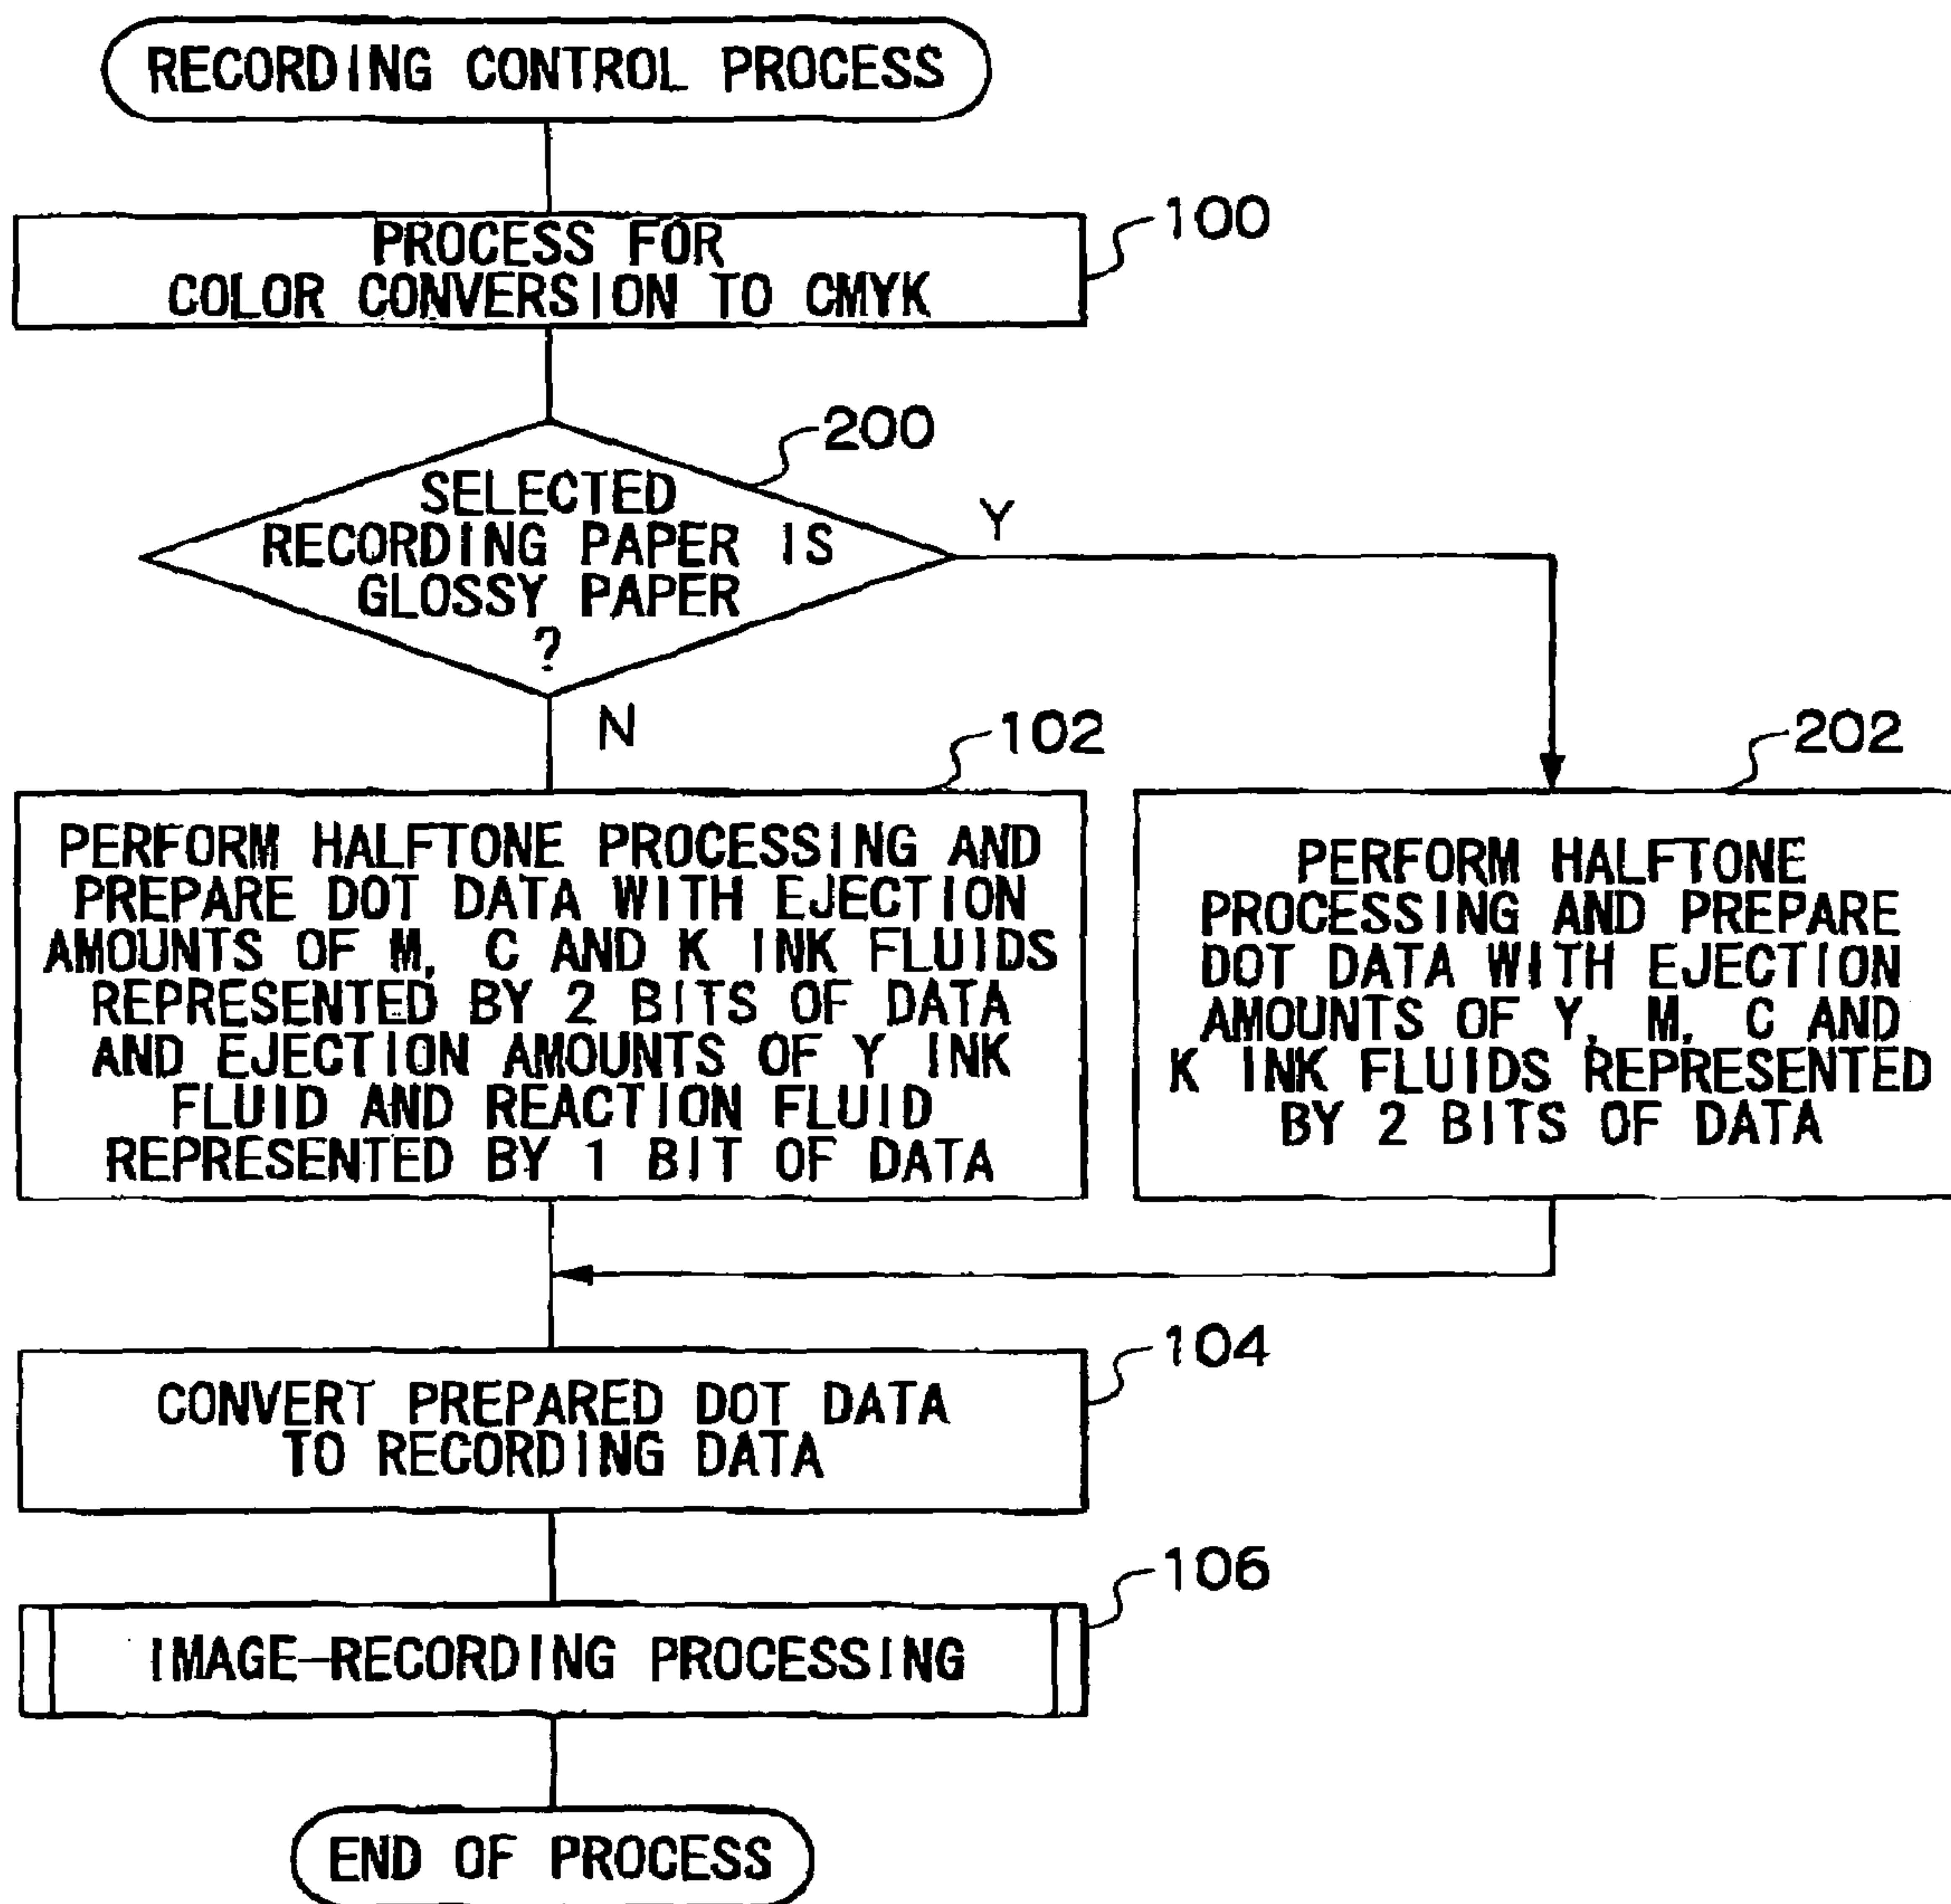 RECORDING CONTROL PROCESS
PROCESS FOR
COLOR CONVERSION TO CMYK
100
200
SELECTED
RECORDING PAPER IS
GLOSSY PAPER
?
Y
N
102
PERFORM HALFTONE PROCESSING AND
PREPARE DOT DATA WITH EJECTION
AMOUNTS OF M, C AND K INK FLUIDS
REPRESENTED BY 2 BITS OF DATA
AND EJECTION AMOUNTS OF Y INK
FLUID AND REACTION FLUID
REPRESENTED BY 1 BIT OF DATA
202
PERFORM HALFTONE
PROCESSING AND PREPARE
DOT DATA WITH EJECTION
AMOUNTS OF Y, M, C AND
K INK FLUIDS REPRESENTED
BY 2 BITS OF DATA
104
CONVERT PREPARED DOT DATA
TO RECORDING DATA
106
IMAGE-RECORDING PROCESSING
END OF PROCESS